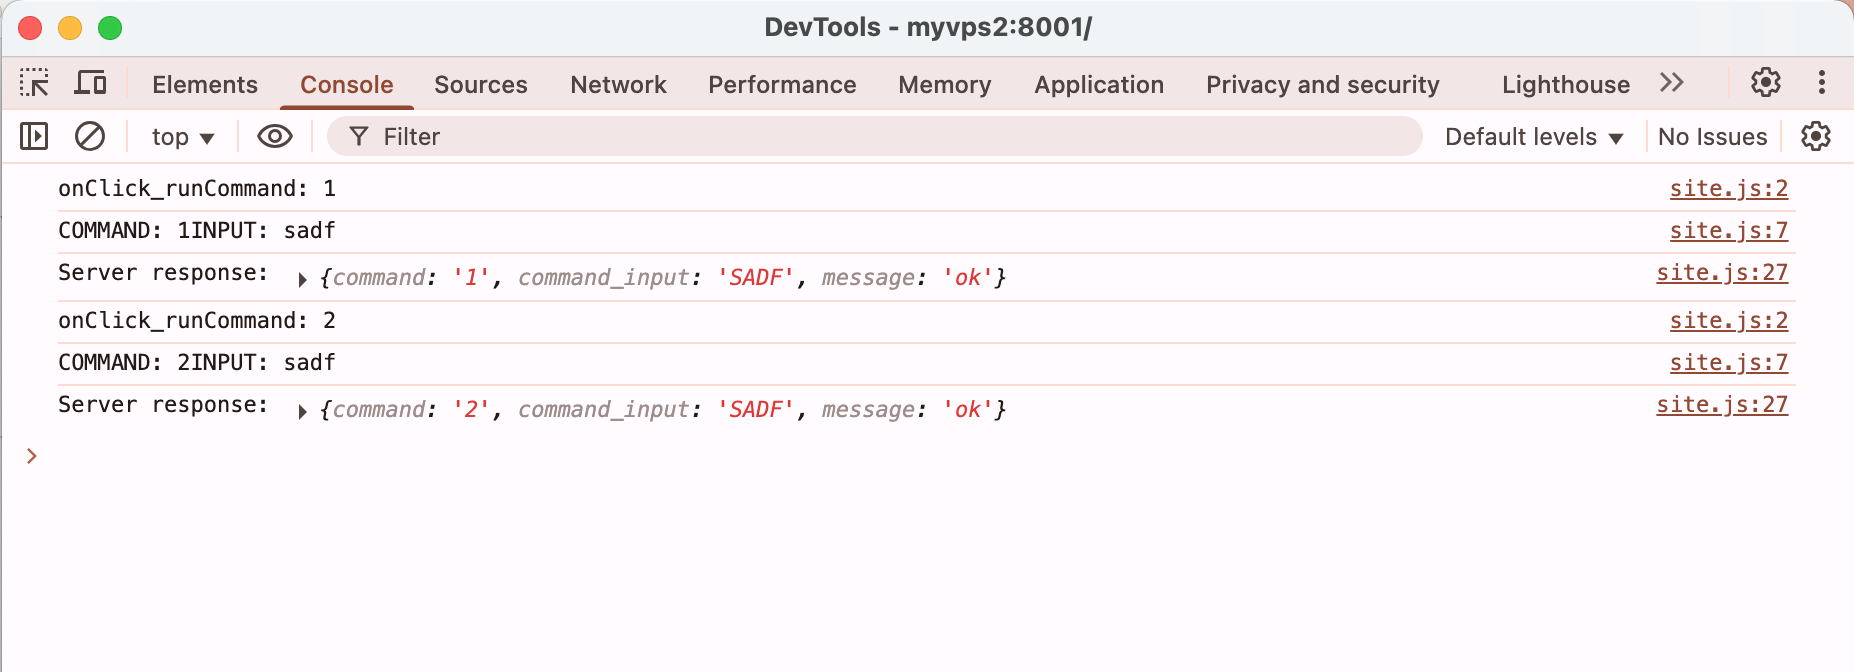 DevTools - myvps2:8001/
Elements Console Sources Network Performance Memory Application Privacy and security Lighthouse
top Filter Default levels No Issues
onClick_runCommand: 1 site.js:2
COMMAND: 1INPUT: sadf site.js:7
Server response: {command: '1', command_input: 'SADF', message: 'ok'} site.js:27
onClick_runCommand: 2 site.js:2
COMMAND: 2INPUT: sadf site.js:7
Server response: {command: '2', command_input: 'SADF', message: 'ok'} site.js:27